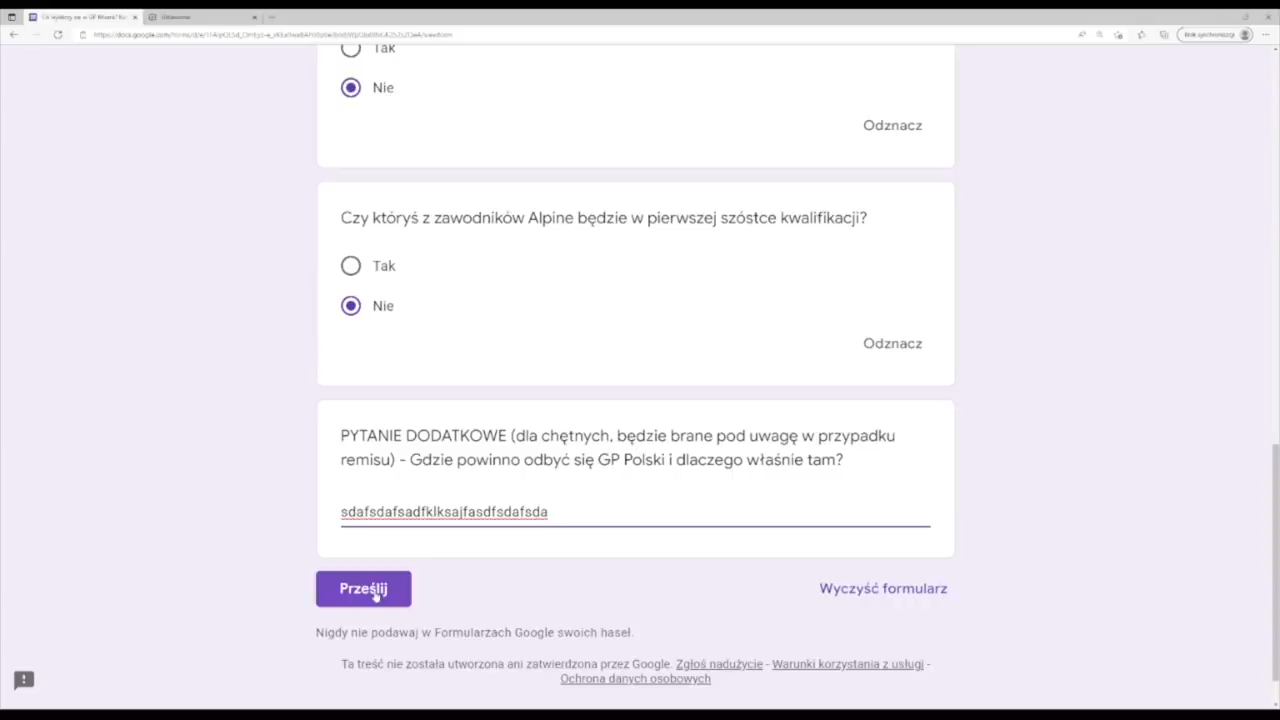 Tak
Nie
Odznacz
Czy któryś z zawodników Alpine będzie w pierwszej szóstce kwalifikacji?
Tak
Nie
Odznacz
PYTANIE DODATKOWE (dla chętnych, będzie brane pod uwagę w przypadku
remisu) - Gdzie powinno odbyć się GP Polski i dlaczego właśnie tam?
sdafsdafsadfklksajfasdfsdafsda
Prześlij
Wyczyść formularz
Nigdy nie podawaj w Formularzach Google swoich haseł.
Ta treść nie została utworzona ani zatwierdzona przez Google. Zgłoś nadużycie - Warunki korzystania z usługi -
Ochrona danych osobowych